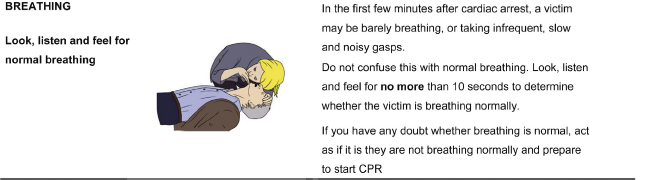 BREATHING
Look, listen and feel for
normal breathing
In the first few minutes after cardiac arrest, a victim
may be barely breathing, or taking infrequent, slow
and noisy gasps.
Do not confuse this with normal breathing. Look, listen
and feel for no more than 10 seconds to determine
whether the victim is breathing normally.
If you have any doubt whether breathing is normal, act
as if it is they are not breathing normally and prepare
to start CPR